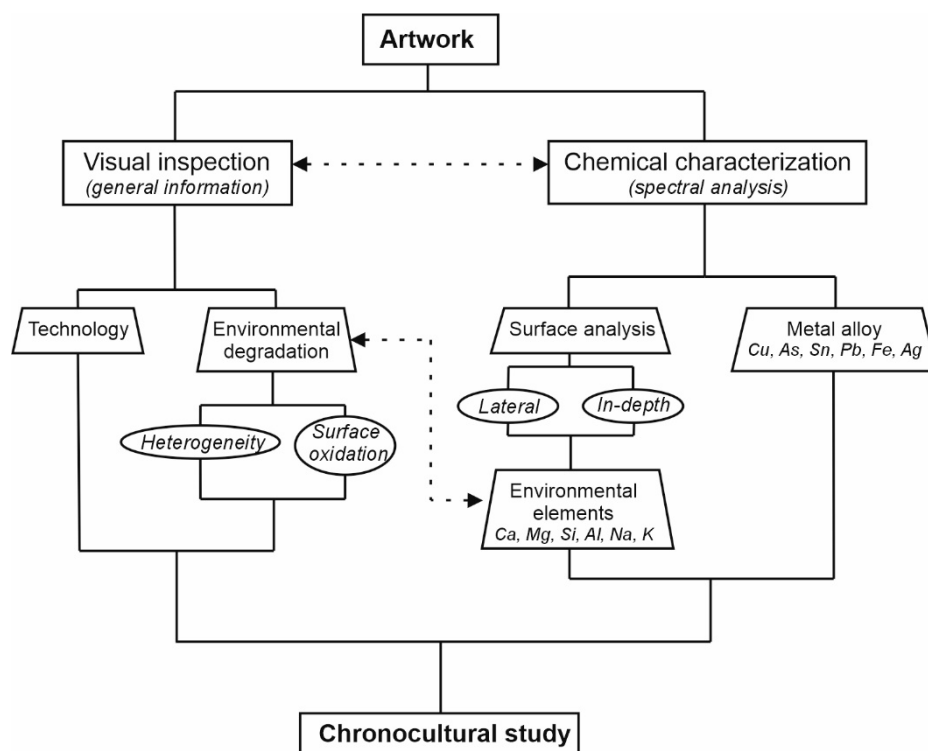 Artwork
Visual inspection
(general information)
Chemical characterization
(spectral analysis)
Technology
Environmental
degradation
Surface analysis
Metal alloy
Cu, As, Sn, Pb, Fe, Ag
Heterogeneity
Surface
oxidation
Lateral
In-depth
Environmental
elements
Ca, Mg, Si, Al, Na, K
Chronocultural study